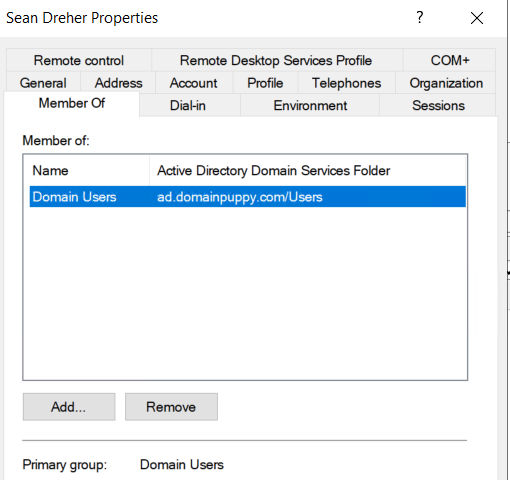 Sean Dreher Properties ?
Remote control Remote Desktop Services Profile COM+
General Address Account Profile Telephones Organization
Member Of Dial-in Environment Sessions
Member of:
Name Active Directory Domain Services Folder
Domain Users ad.domainpuppy.com/Users
Add... Remove
Primary group: Domain Users